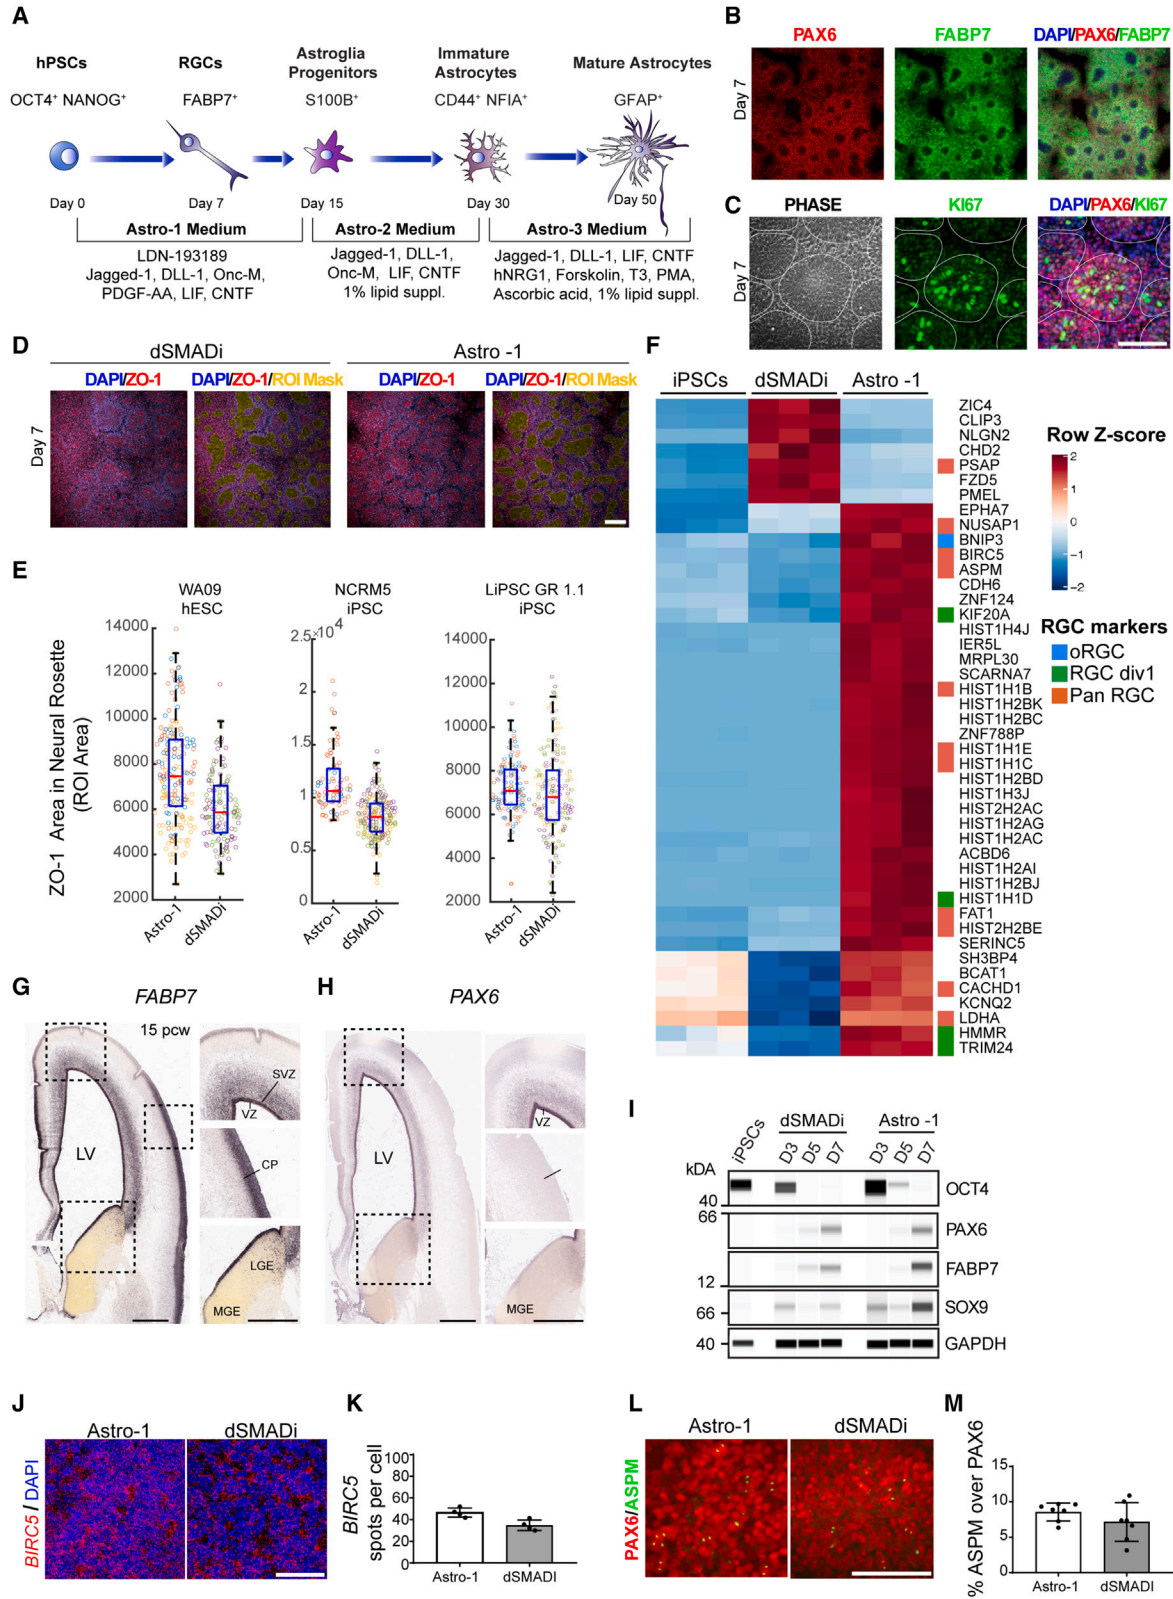 A
hPSCs
RGCs
Astroglia
Progenitors
Immature
Astrocytes
Mature Astrocytes
OCT4⁺ NANOG⁺
FABP7⁺
S100B⁺
CD44⁺ NFIA⁺
GFAP⁺
Day 0
Day 7
Day 15
Day 30
Day 50
Astro-1 Medium
Astro-2 Medium
Astro-3 Medium
LDN-193189
Jagged-1, DLL-1, Onc-M,
PDGF-AA, LIF, CNTF
Jagged-1, DLL-1,
Onc-M, LIF, CNTF
1% lipid suppl.
Jagged-1, DLL-1, LIF, CNTF
hNRG1, Forskolin, T3, PMA,
Ascorbic acid, 1% lipid suppl.
B
PAX6
FABP7
DAPI/PAX6/FABP7
Day 7
C
PHASE
KI67
DAPI/PAX6/KI67
Day 7
D
dSMADi
Astro -1
DAPI/ZO-1
DAPI/ZO-1/ROI Mask
DAPI/ZO-1
DAPI/ZO-1/ROI Mask
Day 7
E
WA09
hESC
NCRM5
iPSC
LiPSC GR 1.1
iPSC
ZO-1 Area in Neural Rosette
(ROI Area)
14000
12000
10000
8000
6000
4000
2000
Astro-1
dSMADi
2.5×10⁴
2
1.5
1
0.5
0
Astro-1
dSMADi
14000
12000
10000
8000
6000
4000
2000
Astro-1
dSMADi
F
iPSCs
dSMADi
Astro -1
ZIC4
CLIP3
NLGN2
CHD2
PSAP
FZD5
PMEL
EPHA7
NUSAP1
BNIP3
BIRC5
ASPM
CDH6
ZNF124
KIF20A
HIST1H4J
IER5L
MRPL30
SCARNA7
HIST1H1B
HIST1H2BK
HIST1H2BC
ZNF788P
HIST1H1E
HIST1H1C
HIST1H2BD
HIST1H3J
HIST2H2AC
HIST1H2AG
HIST1H2AC
ACBD6
HIST1H2AI
HIST1H2BJ
HIST1H1D
FAT1
HIST2H2BE
SERINC5
SH3BP4
BCAT1
CACHD1
KCNQ2
LDHA
HMMR
TRIM24
Row Z-score
2
1
0
−1
−2
RGC markers
oRGC
RGC div1
Pan RGC
G
FABP7
15 pcw
LV
SVZ
VZ
CP
LGE
MGE
H
PAX6
LV
VZ
MGE
I
iPSCs
dSMADi
Astro -1
D3
D5
D7
D3
D5
D7
kDA
40
OCT4
66
PAX6
12
FABP7
66
SOX9
40
GAPDH
J
Astro-1
dSMADi
BIRC5 / DAPI
K
BIRC5
spots per cell
100
80
60
40
20
0
Astro-1
dSMADI
L
Astro-1
dSMADi
PAX6/ASPM
M
% ASPM over PAX6
15
10
5
0
Astro-1
dSMADI